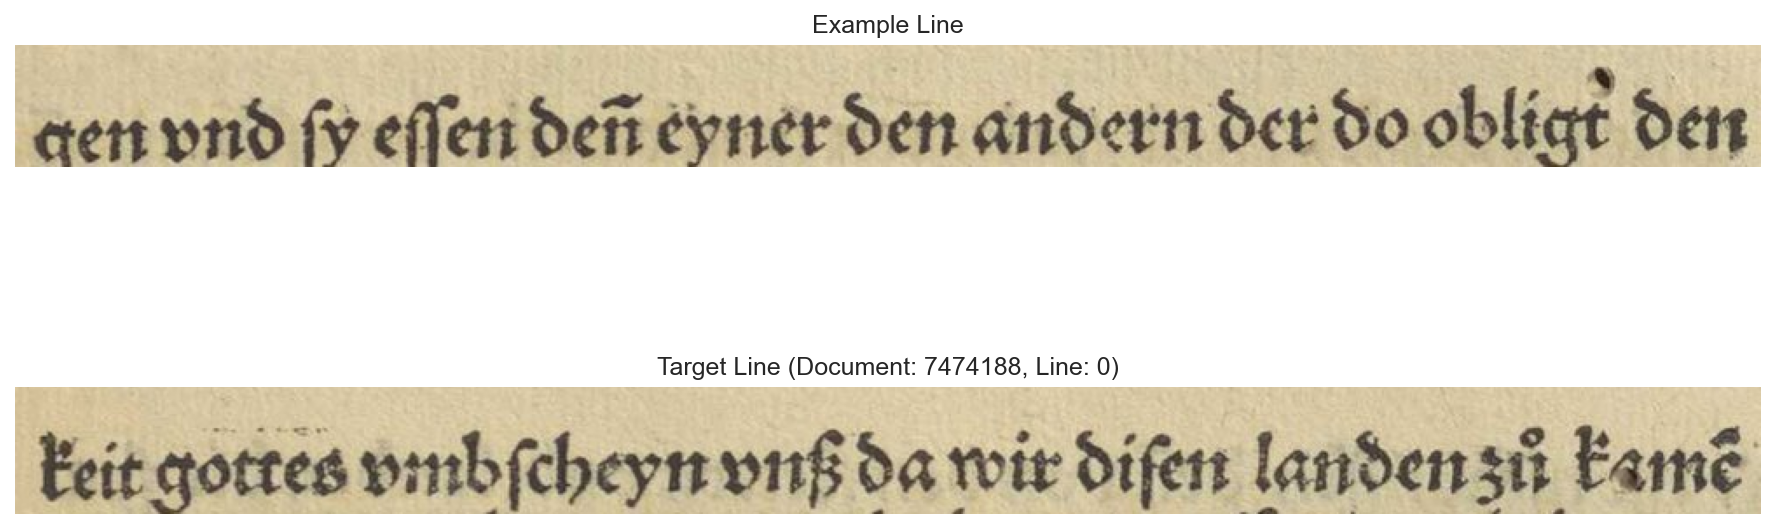 Example Line
gen vnd ſy eſſen den̄ eyner den andern der do obligt den
Target Line (Document: 7474188, Line: 0)
keit gottes vmbſcheyn vnß da wir diſen landen zů kamē